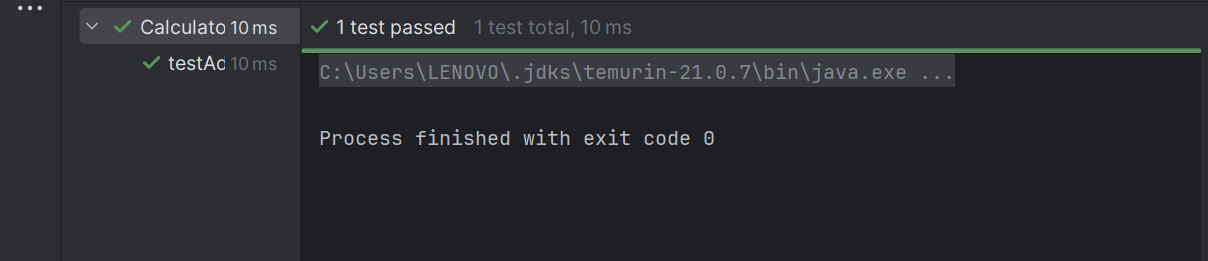 Calculato 10 ms
testAd 10 ms
1 test passed 1 test total, 10 ms
C:\Users\LENOVO\.jdks\temurin-21.0.7\bin\java.exe ...
Process finished with exit code 0